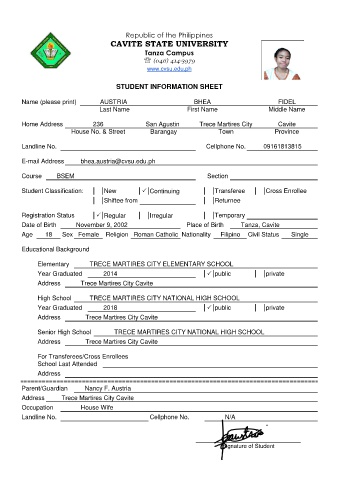 Republic of the Philippines
CAVITE STATE UNIVERSITY
Tanza Campus
☏ (046) 414-3979
www.cvsu.edu.ph
STUDENT INFORMATION SHEET
Name (please print) AUSTRIA BHEA FIDEL
Last Name First Name Middle Name
Home Address 236 San Agustin Trece Martires City Cavite
House No. & Street Barangay Town Province
Landline No. Cellphone No. 09161813815
E-mail Address bhea.austria@cvsu.edu.ph
Course BSEM Section
Student Classification: New ✓ Continuing Transferee Cross Enrollee
Shiftee from Returnee
Registration Status ✓ Regular Irregular Temporary
Date of Birth November 9, 2002 Place of Birth Tanza, Cavite
Age 18 Sex Female Religion Roman Catholic Nationality Filipino Civil Status Single
Educational Background
Elementary TRECE MARTIRES CITY ELEMENTARY SCHOOL
Year Graduated 2014 ✓ public private
Address Trece Martires City Cavite
High School TRECE MARTIRES CITY NATIONAL HIGH SCHOOL
Year Graduated 2018 ✓ public private
Address Trece Martires City Cavite
Senior High School TRECE MARTIRES CITY NATIONAL HIGH SCHOOL
Address Trece Martires City Cavite
For Transferees/Cross Enrollees
School Last Attended
Address
Parent/Guardian Nancy F. Austria
Address Trece Martires City Cavite
Occupation House Wife
Landline No. Cellphone No. N/A
Signature of Student